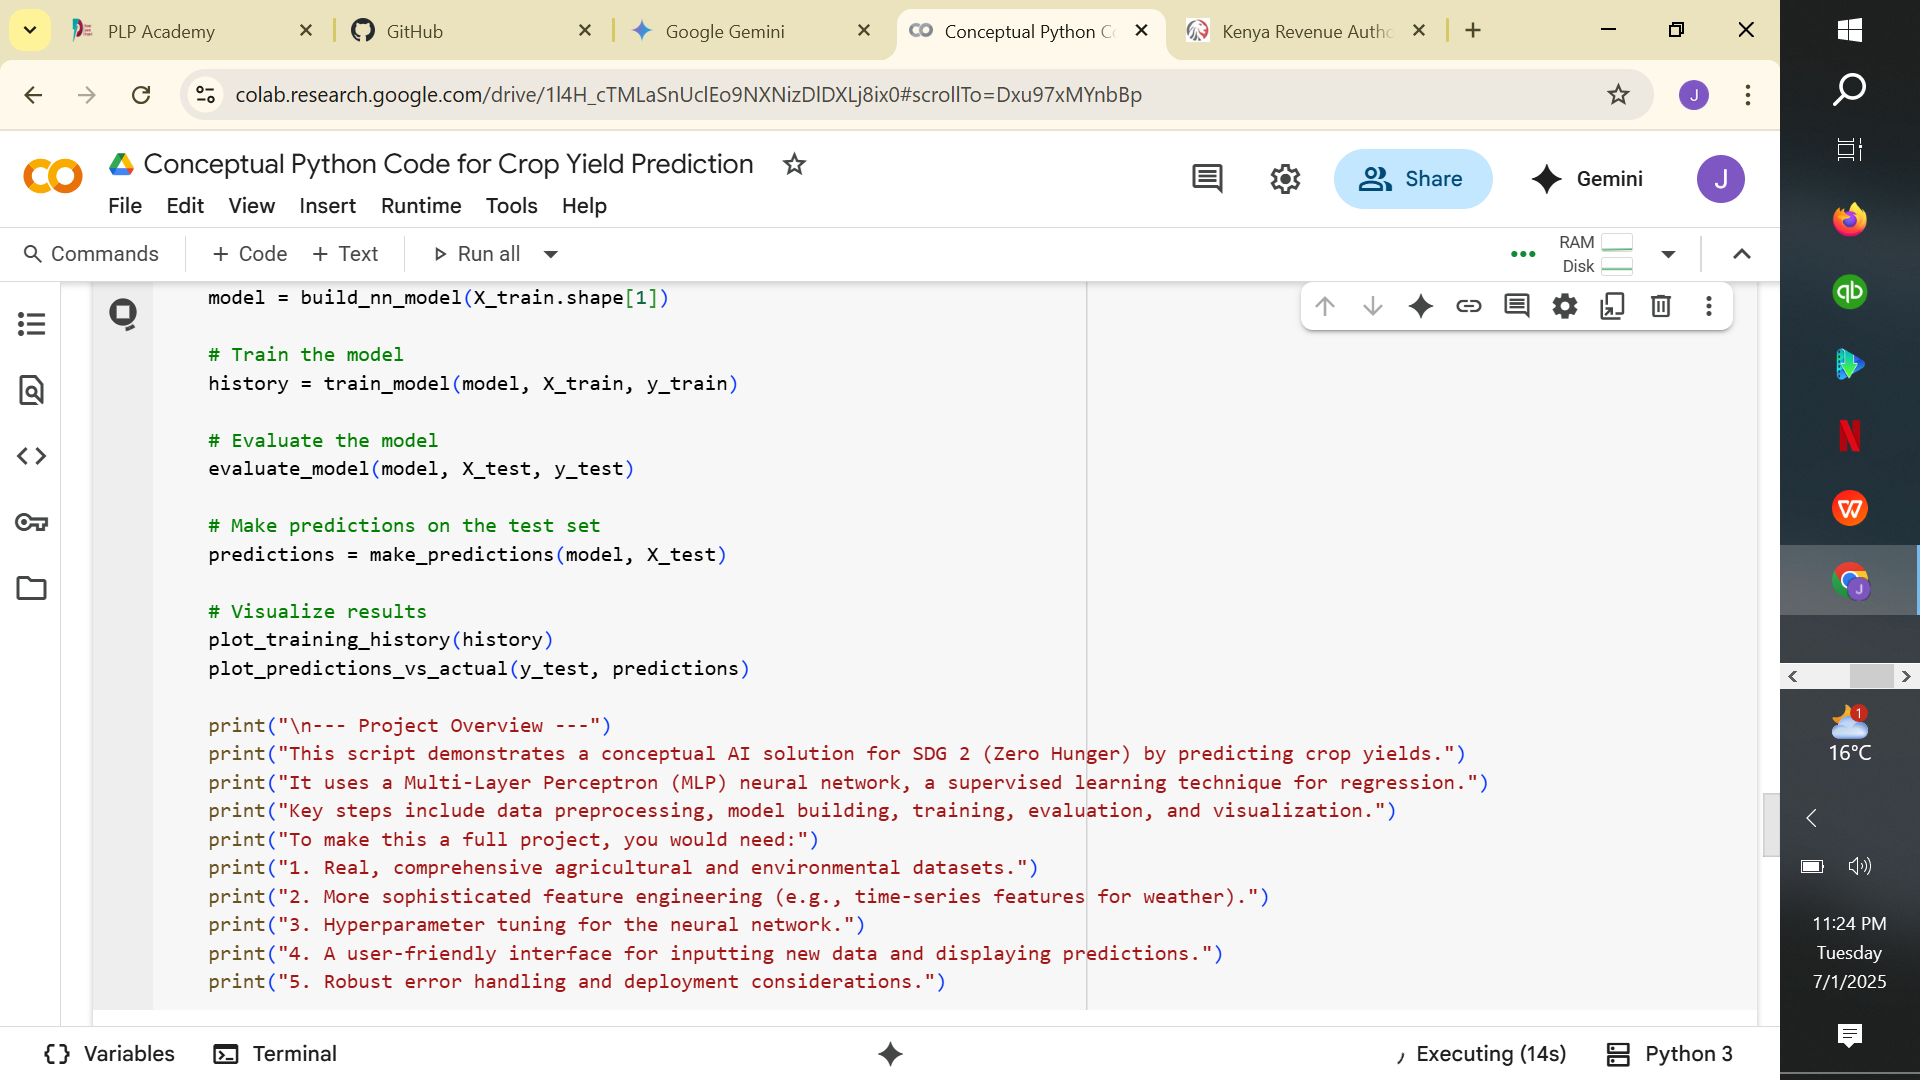 PLP Academy
GitHub
Google Gemini
Conceptual Python Co
Kenya Revenue Autho
colab.research.google.com/drive/1l4H_cTMLaSnUclEo9NXNizDlDXLj8ix0#scrollTo=Dxu97xMYnbBp
J
CO
Conceptual Python Code for Crop Yield Prediction
Share
Gemini
J
File Edit View Insert Runtime Tools Help
Commands
+ Code + Text
Run all
RAM
Disk
model = build_nn_model(X_train.shape[1])
# Train the model
history = train_model(model, X_train, y_train)
# Evaluate the model
evaluate_model(model, X_test, y_test)
# Make predictions on the test set
predictions = make_predictions(model, X_test)
# Visualize results
plot_training_history(history)
plot_predictions_vs_actual(y_test, predictions)
print("\n--- Project Overview ---")
print("This script demonstrates a conceptual AI solution for SDG 2 (Zero Hunger) by predicting crop yields.")
print("It uses a Multi-Layer Perceptron (MLP) neural network, a supervised learning technique for regression.")
print("Key steps include data preprocessing, model building, training, evaluation, and visualization.")
print("To make this a full project, you would need:")
print("1. Real, comprehensive agricultural and environmental datasets.")
print("2. More sophisticated feature engineering (e.g., time-series features for weather).")
print("3. Hyperparameter tuning for the neural network.")
print("4. A user-friendly interface for inputting new data and displaying predictions.")
print("5. Robust error handling and deployment considerations.")
Variables
Terminal
Executing (14s)
Python 3
qb
N
W
J
1
16°C
11:24 PM
Tuesday
7/1/2025